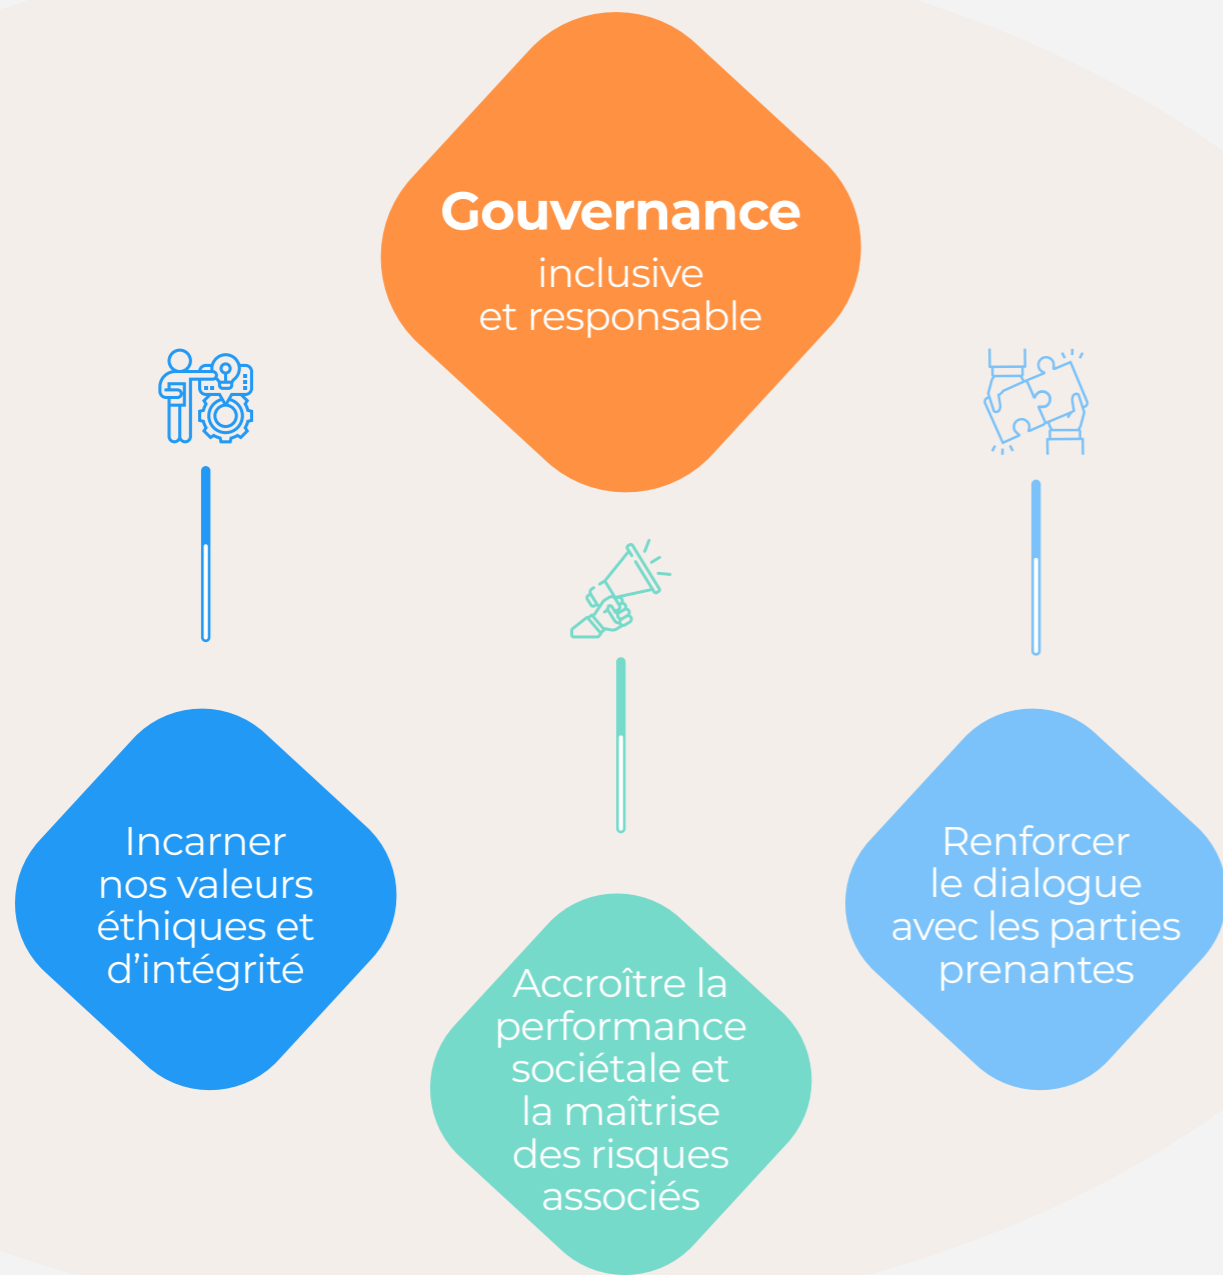 Gouvernance
inclusive
et responsable
Incarner
nos valeurs
éthiques et
d’intégrité
Accroître la
performance
sociétale et
la maîtrise
des risques
associés
Renforcer
le dialogue
avec les parties
prenantes